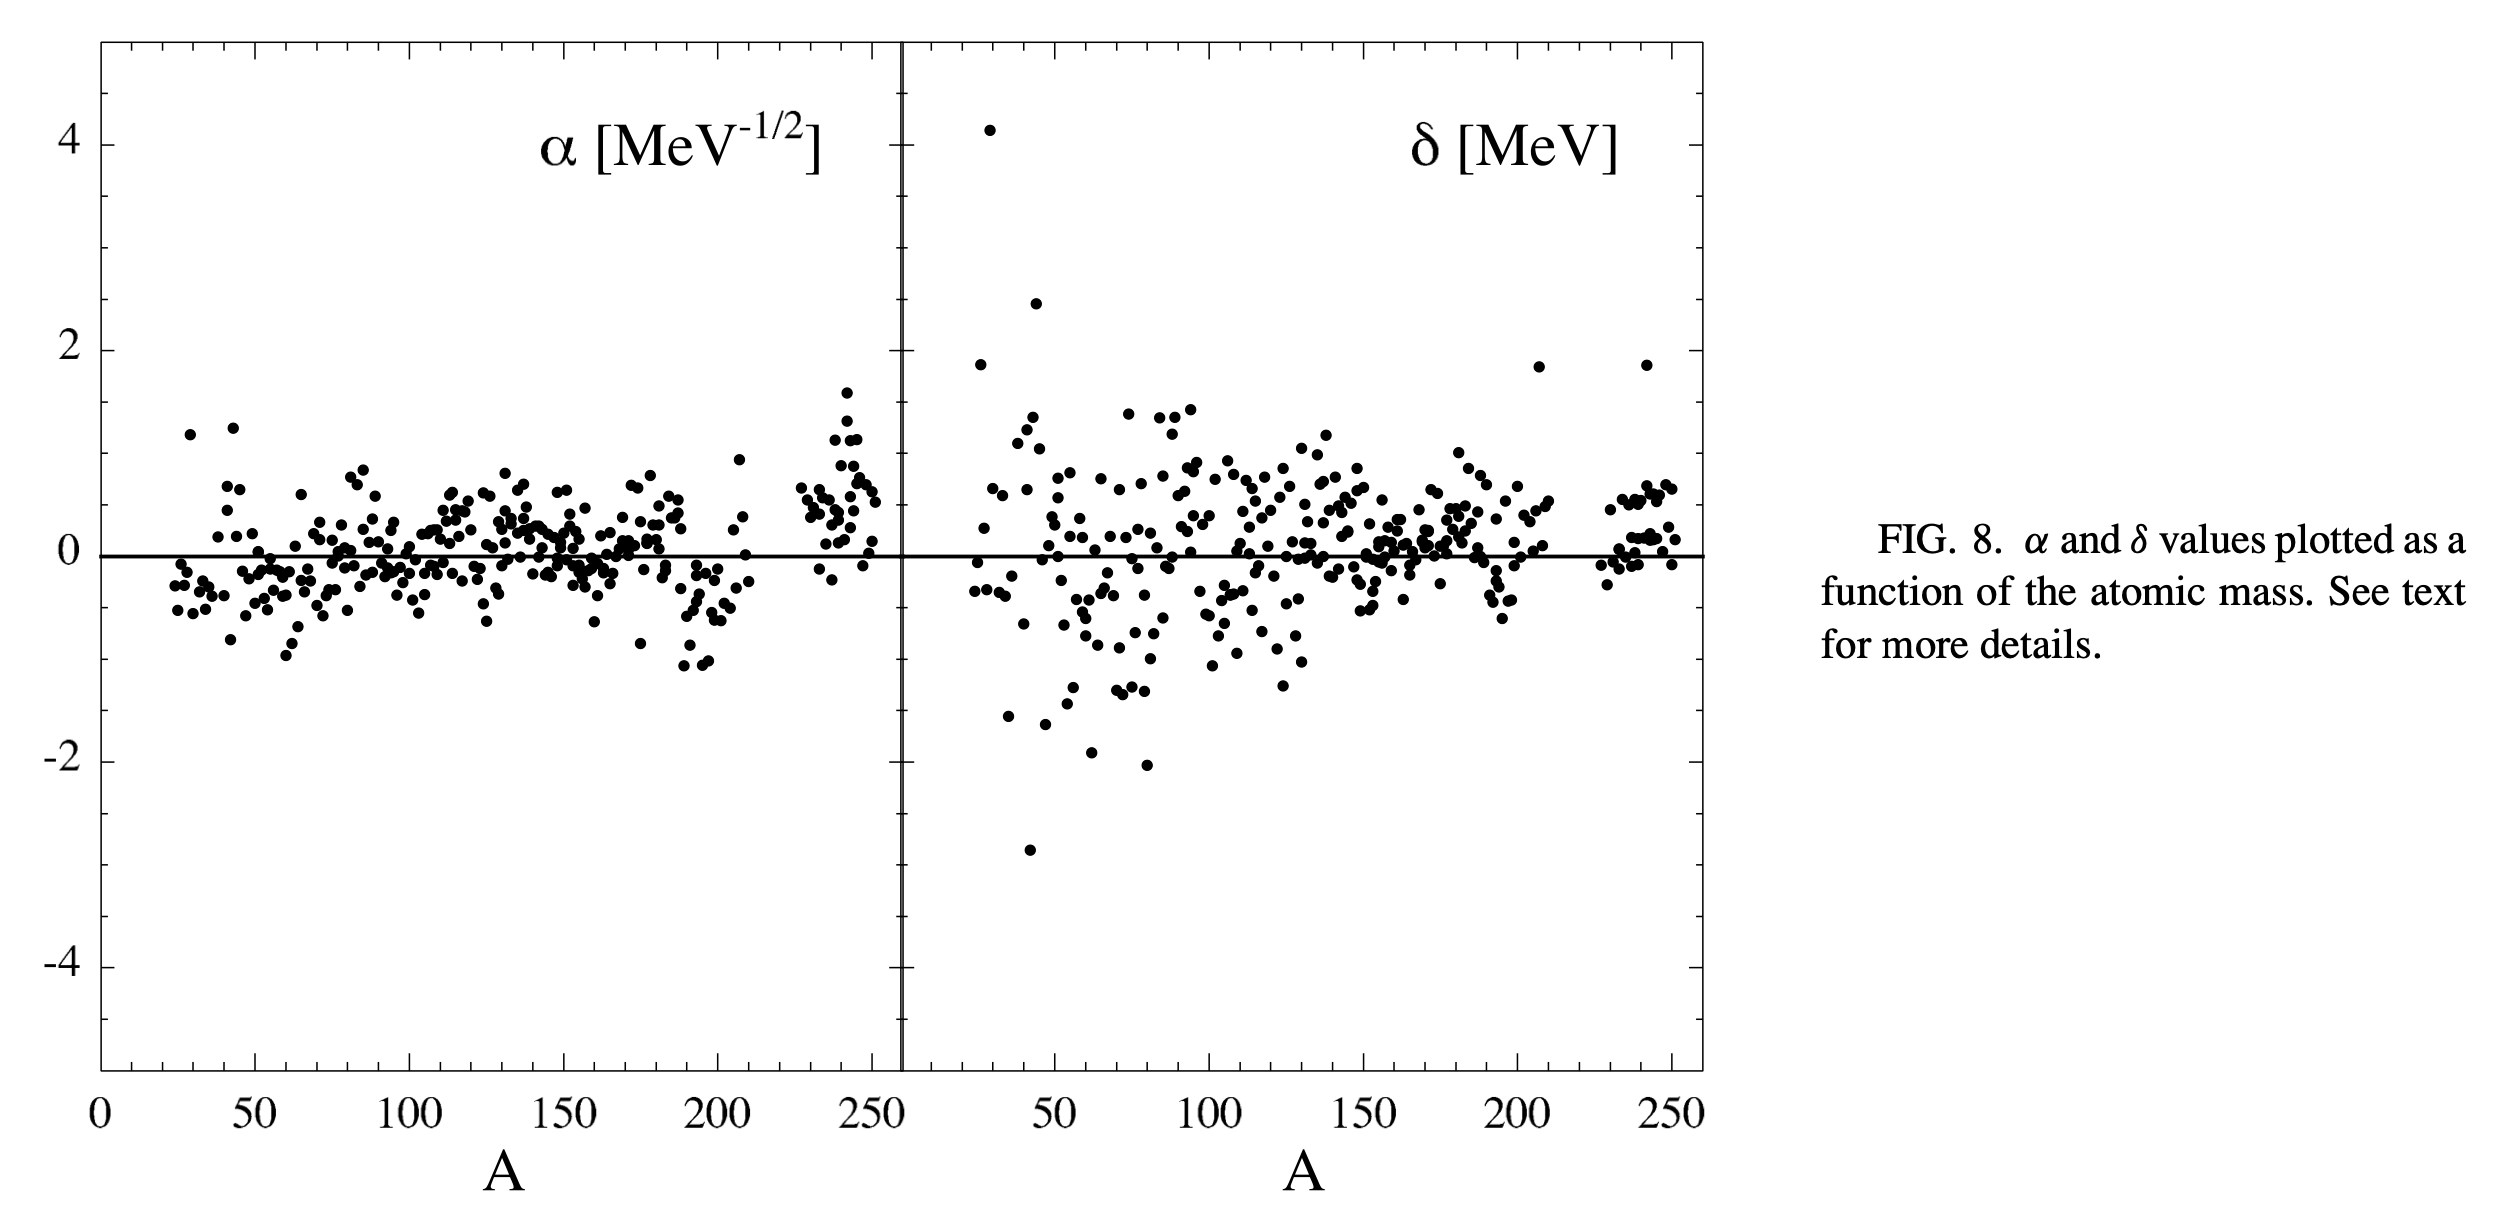 α [MeV-1/2]
δ [MeV]
4
2
0
-2
-4
0 50 100 150 200 250
50 100 150 200 250
A
A
FIG. 8. α and δ values plotted as a
function of the atomic mass. See text
for more details.